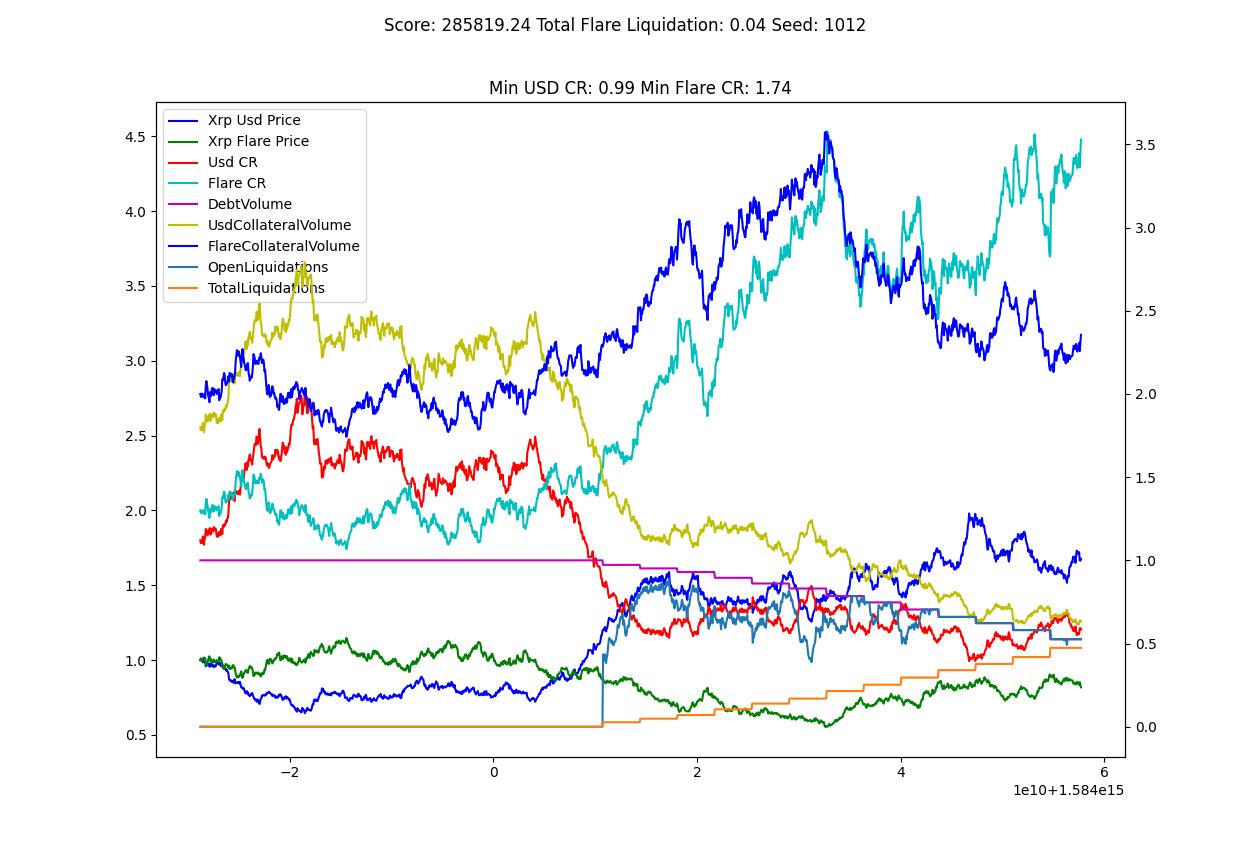 Score: 285819.24 Total Flare Liquidation: 0.04 Seed: 1012
Min USD CR: 0.99 Min Flare CR: 1.74
Xrp Usd Price
Xrp Flare Price
Usd CR
Flare CR
DebtVolume
UsdCollateralVolume
FlareCollateralVolume
OpenLiquidations
TotalLiquidations
4.5
4.0
3.5
3.0
2.5
2.0
1.5
1.0
0.5
3.5
3.0
2.5
2.0
1.5
1.0
0.5
0.0
−2 0 2 4 6
1e10+1.584e15